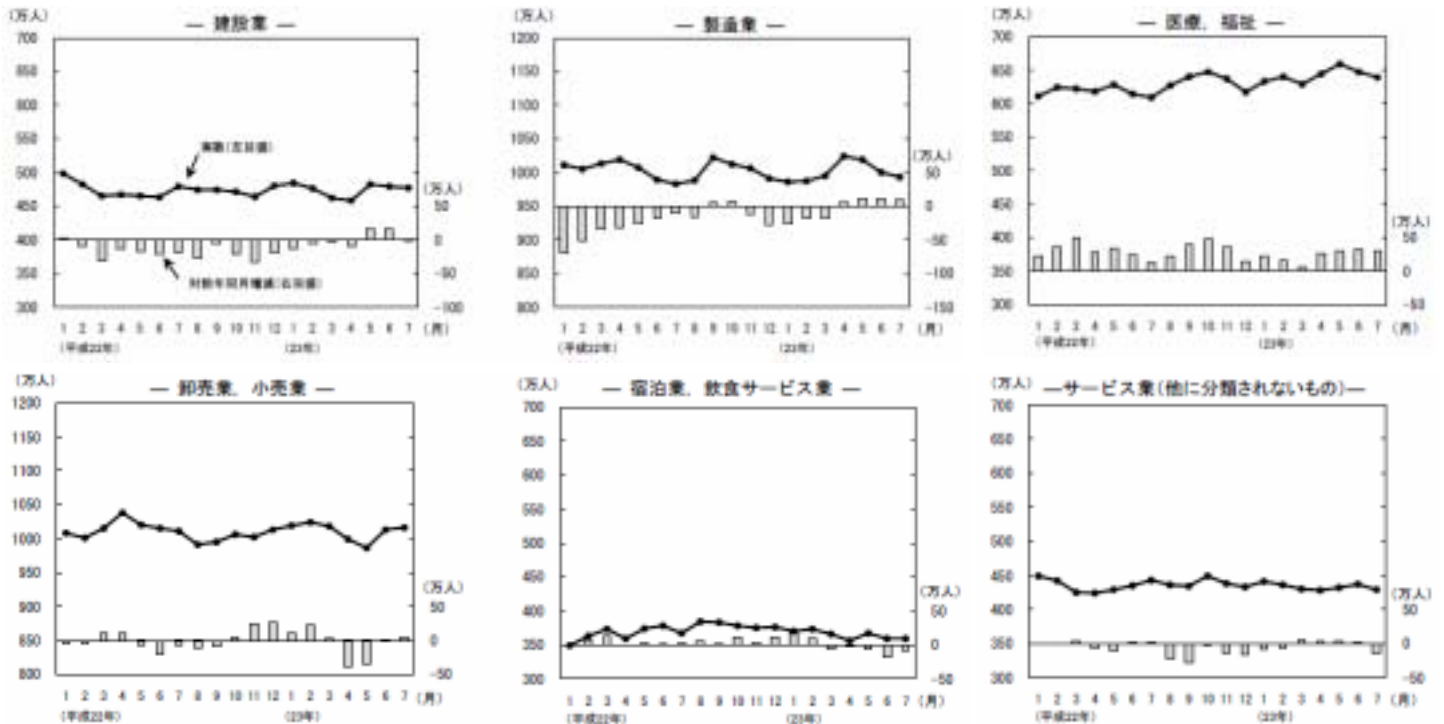 (万人)
― 建設業 ―
700
650
600
550
500
450
400
350
300
実数(左目盛)
対前年同月増減(右目盛)
(万人)
50
0
-50
-100
1 2 3 4 5 6 7 8 9 10 11 12 1 2 3 4 5 6 7 (月)
(平成22年) (23年)
(万人)
― 製造業 ―
1200
1150
1100
1050
1000
950
900
850
800
(万人)
50
0
-50
-100
-150
1 2 3 4 5 6 7 8 9 10 11 12 1 2 3 4 5 6 7 (月)
(平成22年) (23年)
(万人)
― 医療，福祉 ―
700
650
600
550
500
450
400
350
300
(万人)
50
0
-50
1 2 3 4 5 6 7 8 9 10 11 12 1 2 3 4 5 6 7 (月)
(平成22年) (23年)
(万人)
― 卸売業，小売業 ―
1200
1150
1100
1050
1000
950
900
850
800
(万人)
50
0
-50
1 2 3 4 5 6 7 8 9 10 11 12 1 2 3 4 5 6 7 (月)
(平成22年) (23年)
(万人)
― 宿泊業，飲食サービス業 ―
700
650
600
550
500
450
400
350
300
(万人)
50
0
-50
1 2 3 4 5 6 7 8 9 10 11 12 1 2 3 4 5 6 7 (月)
(平成22年) (23年)
(万人)
―サービス業(他に分類されないもの)―
700
650
600
550
500
450
400
350
300
(万人)
50
0
-50
1 2 3 4 5 6 7 8 9 10 11 12 1 2 3 4 5 6 7 (月)
(平成22年) (23年)